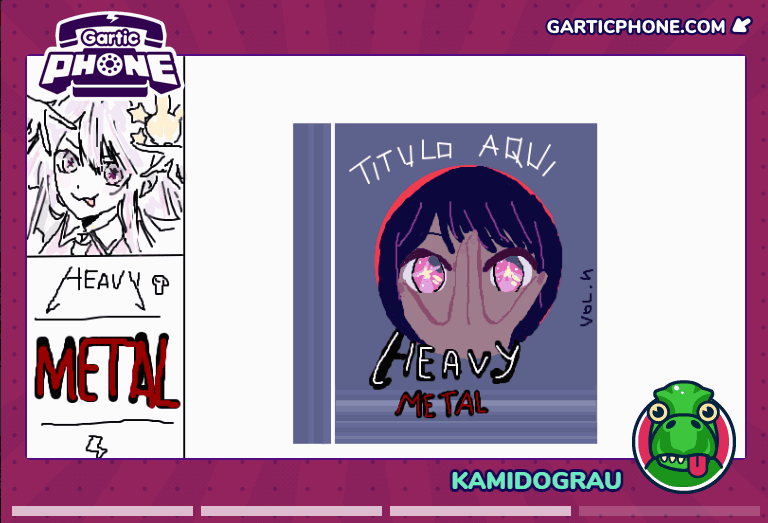 Gartic
PHONE
GARTICPHONE.COM
HEAVY
METAL
TITULO AQUI
VOL. 4
HEAVY
METAL
KAMIDOGRAU